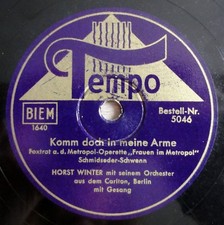 Tempo
BIEM
1640
Bestell-Nr.
5046
Komm doch in meine Arme
Foxtrot a. d. Metropol-Operette „Frauen im Metropol"
Schmidseder-Schwenn
HORST WINTER mit seinem Orchester
aus dem Carlton, Berlin
mit Gesang